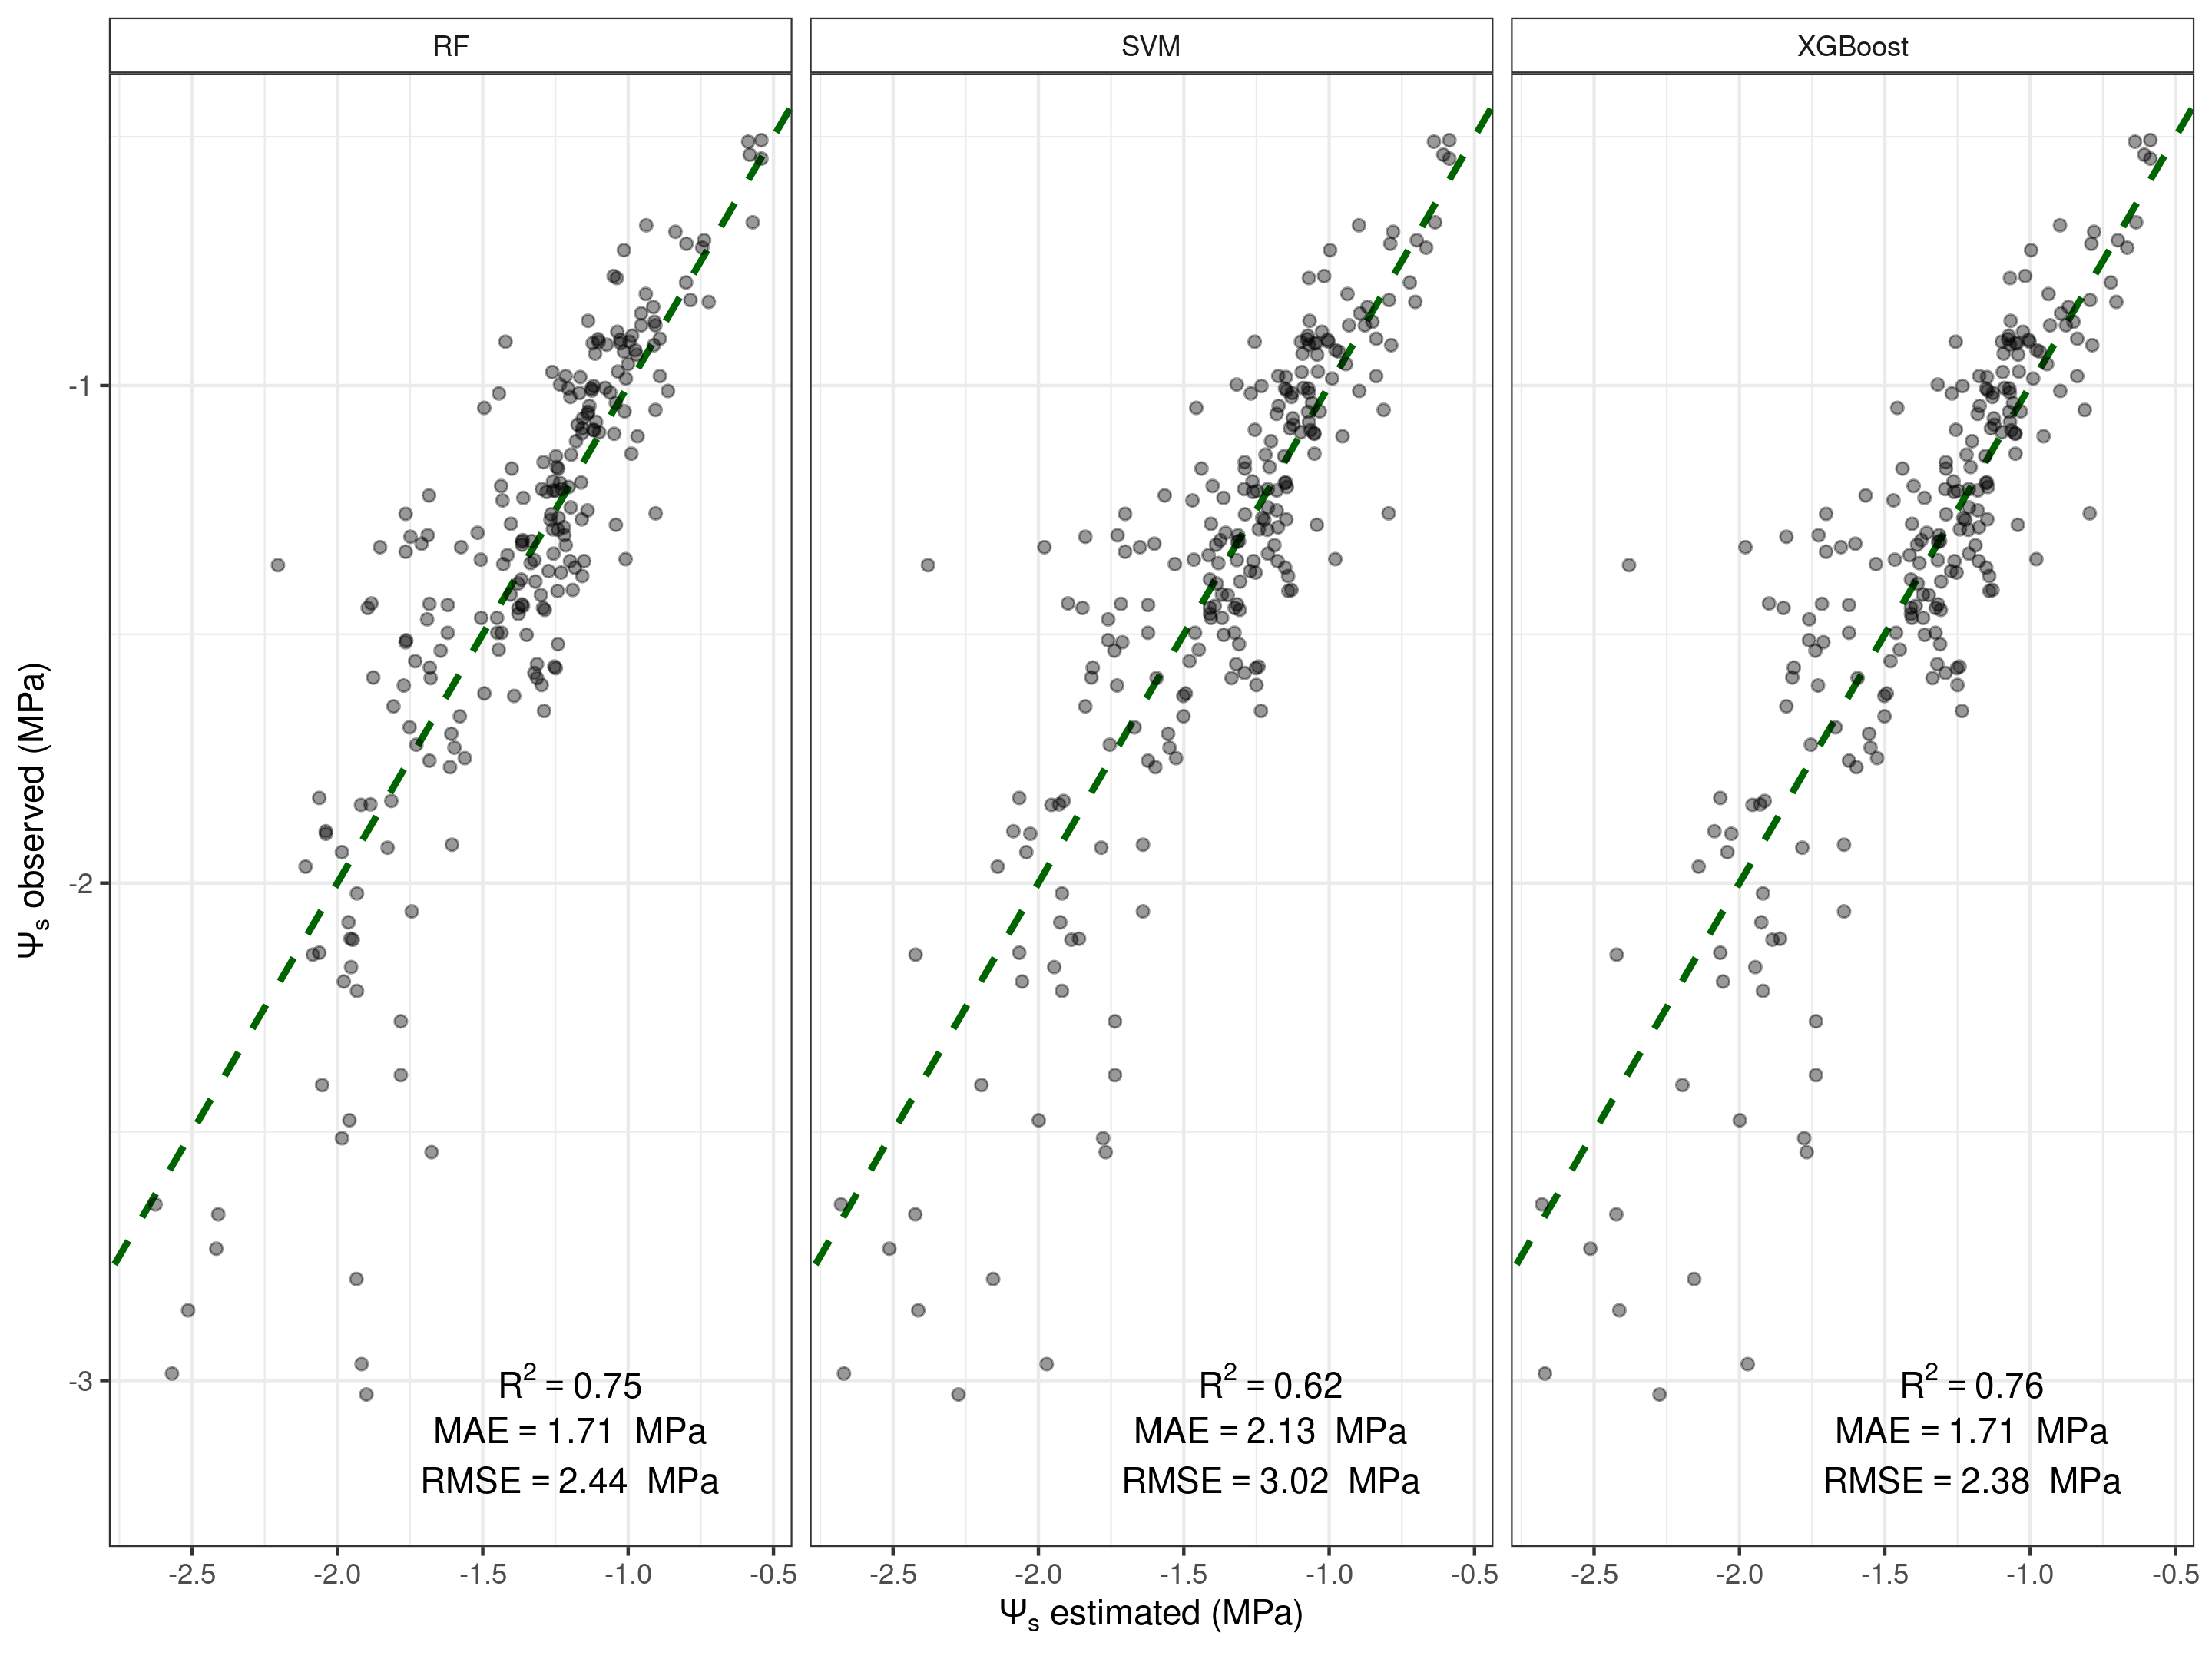 RF
SVM
XGBoost
Ψs observed (MPa)
-1
-2
-3
R² = 0.75
MAE = 1.71 MPa
RMSE = 2.44 MPa
R² = 0.62
MAE = 2.13 MPa
RMSE = 3.02 MPa
R² = 0.76
MAE = 1.71 MPa
RMSE = 2.38 MPa
-2.5 -2.0 -1.5 -1.0 -0.5
-2.5 -2.0 -1.5 -1.0 -0.5
-2.5 -2.0 -1.5 -1.0 -0.5
Ψs estimated (MPa)